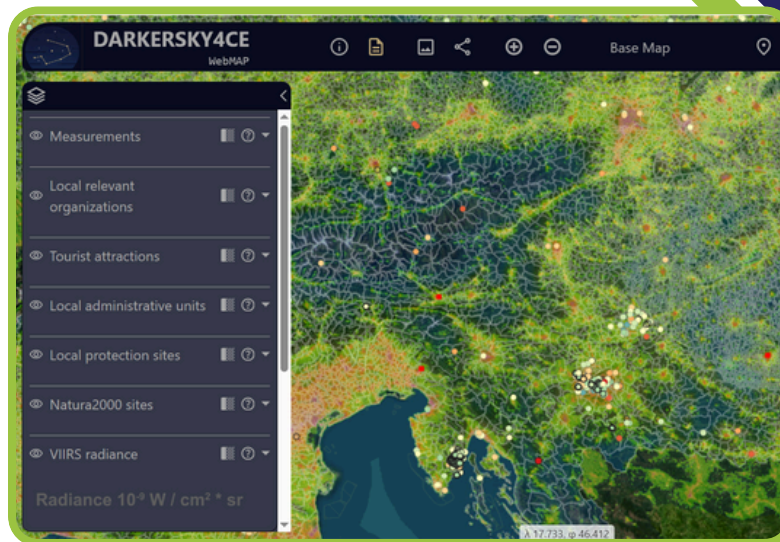 DARKERSKY4CE
WebMAP
Base Map
Measurements
Local relevant
organizations
Tourist attractions
Local administrative units
Local protection sites
Natura2000 sites
VIIRS radiance
Radiance 10⁻⁹ W / cm² * sr
λ 17.733, φ 46.412